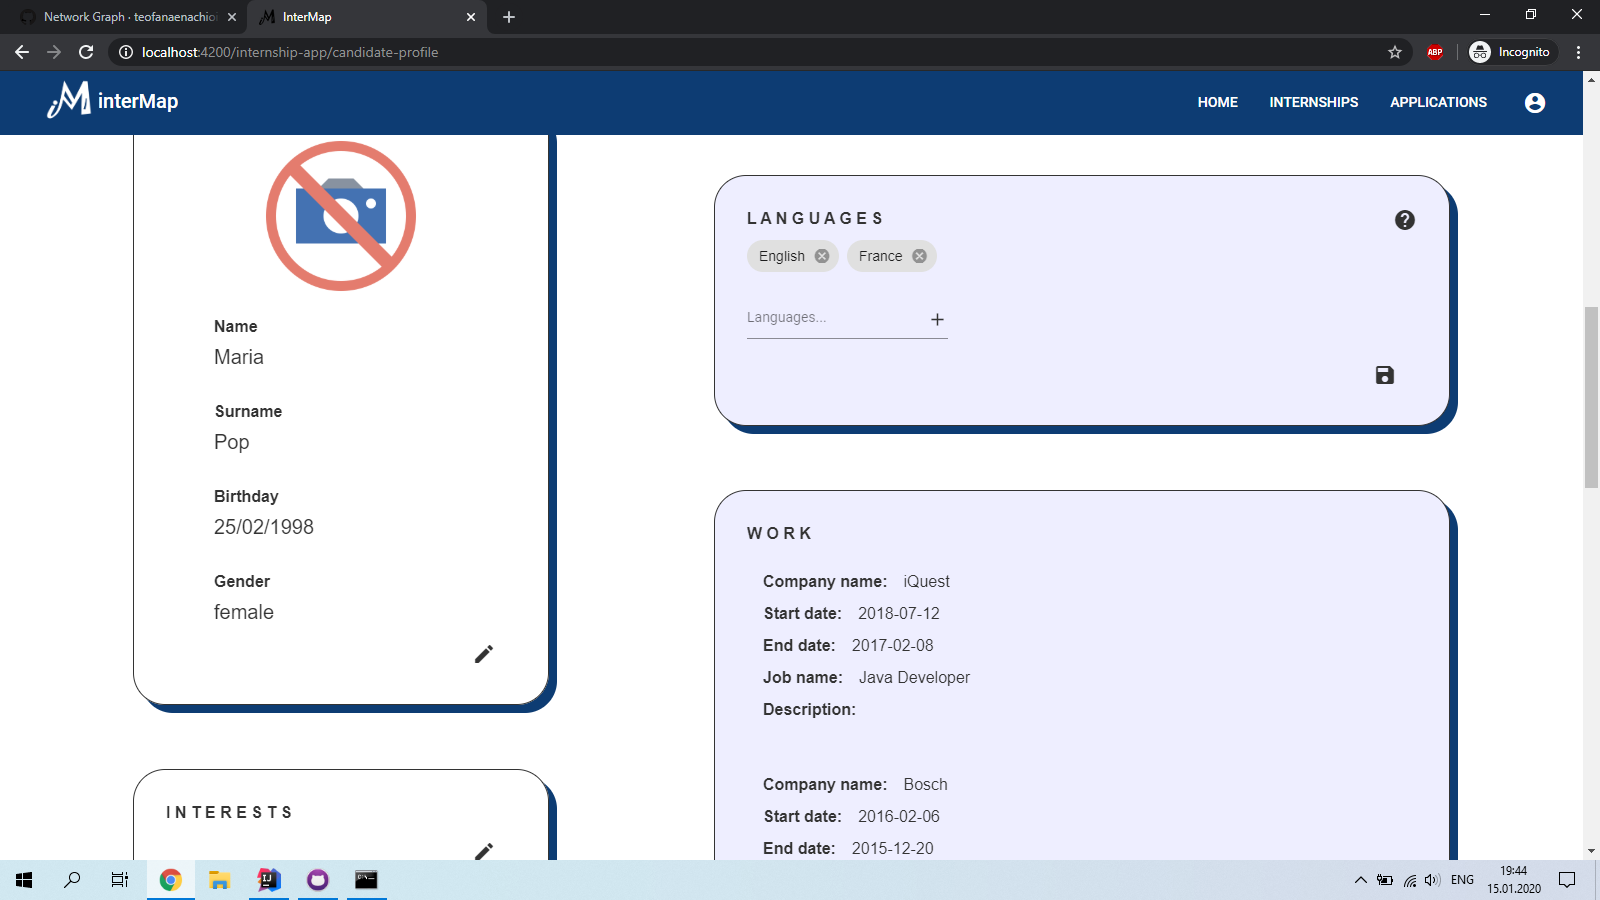 Network Graph · teofanaenachioi
InterMap
localhost:4200/internship-app/candidate-profile
ABP
Incognito
iM interMap
HOME
INTERNSHIPS
APPLICATIONS
Name
Maria
Surname
Pop
Birthday
25/02/1998
Gender
female
INTERESTS
LANGUAGES
English
France
Languages...
WORK
Company name: iQuest
Start date: 2018-07-12
End date: 2017-02-08
Job name: Java Developer
Description:
Company name: Bosch
Start date: 2016-02-06
End date: 2015-12-20
IJ
ENG
19:44
15.01.2020